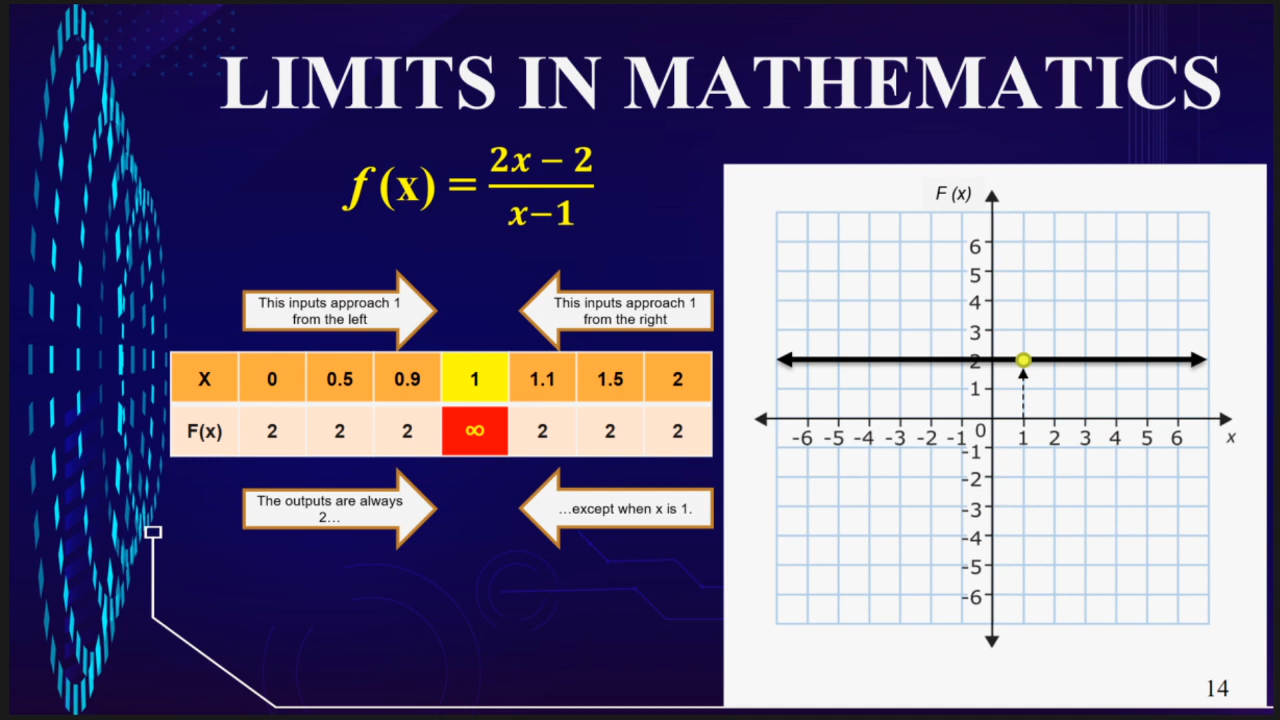 LIMITS IN MATHEMATICS
f (x) = 2x – 2
x–1
This inputs approach 1
from the left
This inputs approach 1
from the right
X 0 0.5 0.9 1 1.1 1.5 2
F(x) 2 2 2 ∞ 2 2 2
The outputs are always
2…
…except when x is 1.
F (x)
6
5
4
3
2
1
0
-6 -5 -4 -3 -2 -1 1 2 3 4 5 6 x
-1
-2
-3
-4
-5
-6
14